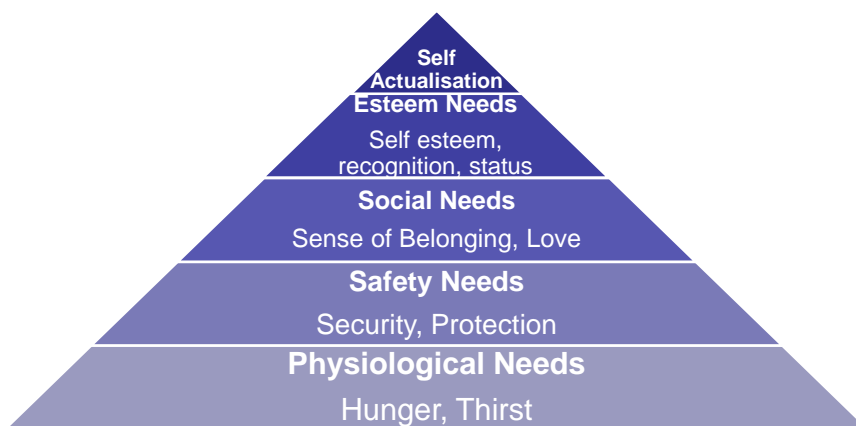 Self
Actualisation
Esteem Needs
Self esteem,
recognition, status
Social Needs
Sense of Belonging, Love
Safety Needs
Security, Protection
Physiological Needs
Hunger, Thirst